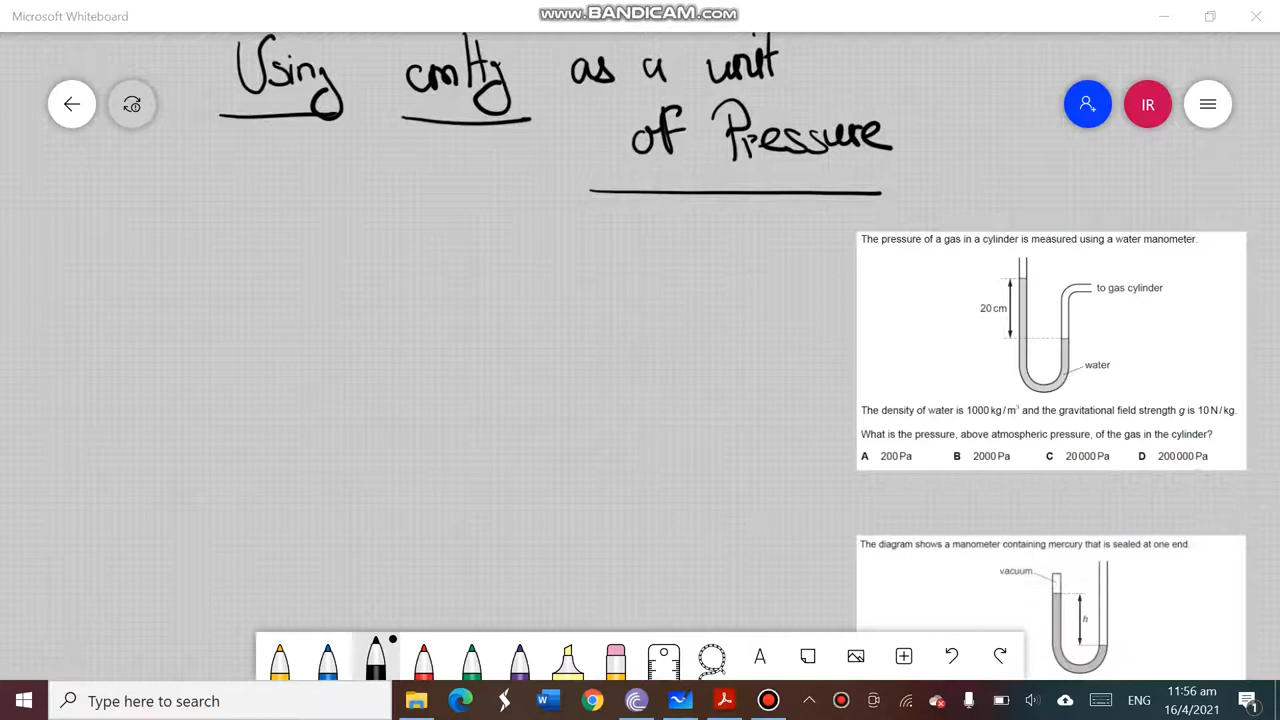 Microsoft Whiteboard
www.BANDICAM.com
Using cmHg as a unit
of Pressure
IR
The pressure of a gas in a cylinder is measured using a water manometer.
to gas cylinder
20 cm
water
The density of water is 1000 kg/m³ and the gravitational field strength g is 10 N/kg.
What is the pressure, above atmospheric pressure, of the gas in the cylinder?
A 200 Pa B 2000 Pa C 20 000 Pa D 200 000 Pa
The diagram shows a manometer containing mercury that is sealed at one end.
vacuum
h
A
Type here to search
ENG
11:56 am
16/4/2021
1